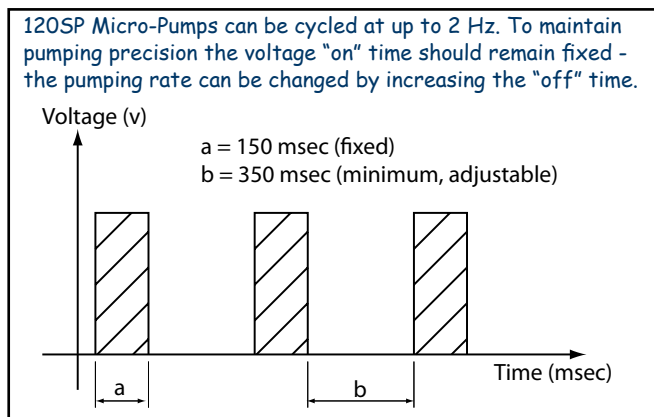 120SP Micro-Pumps can be cycled at up to 2 Hz. To maintain
pumping precision the voltage “on” time should remain fixed -
the pumping rate can be changed by increasing the “off” time.
Voltage (v)
a = 150 msec (fixed)
b = 350 msec (minimum, adjustable)
Time (msec)
a
b